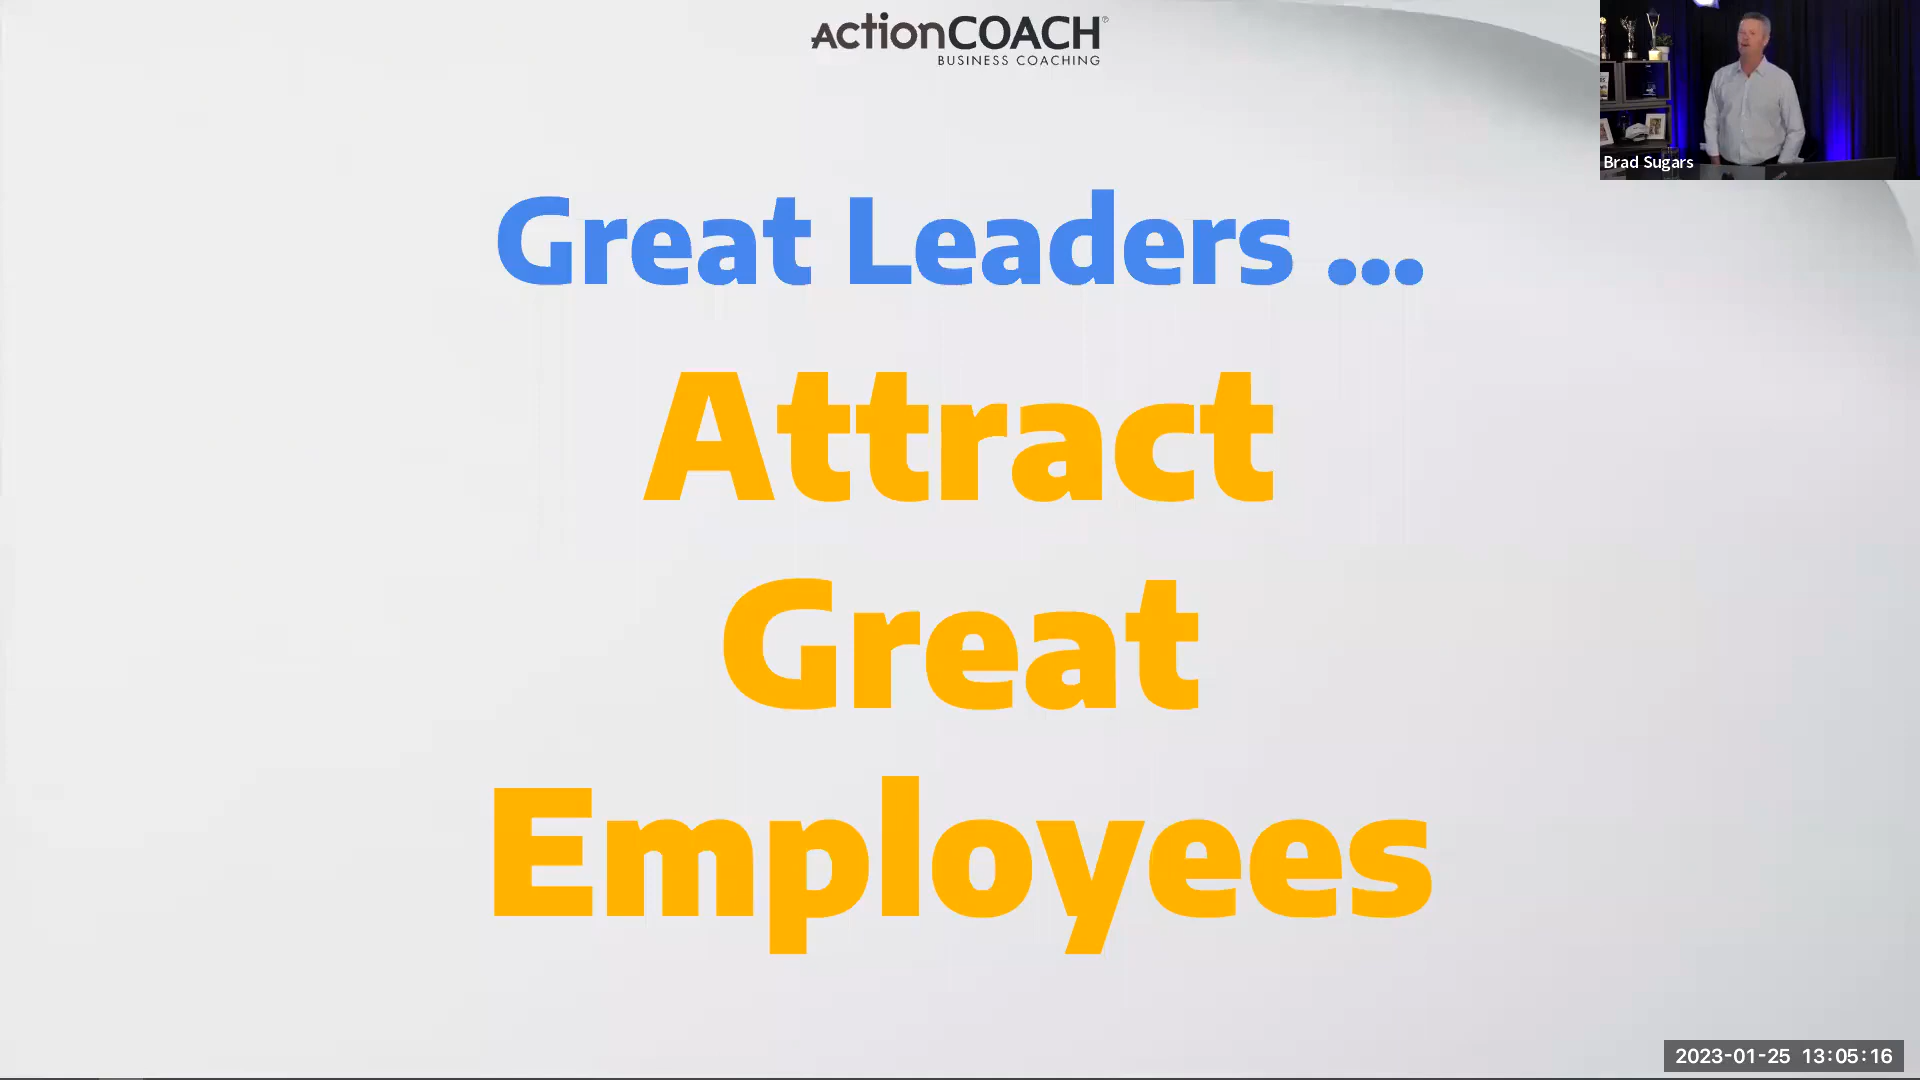 actionCOACH®
BUSINESS COACHING
Brad Sugars
Great Leaders ...
Attract
Great
Employees
2023-01-25 13:05:16